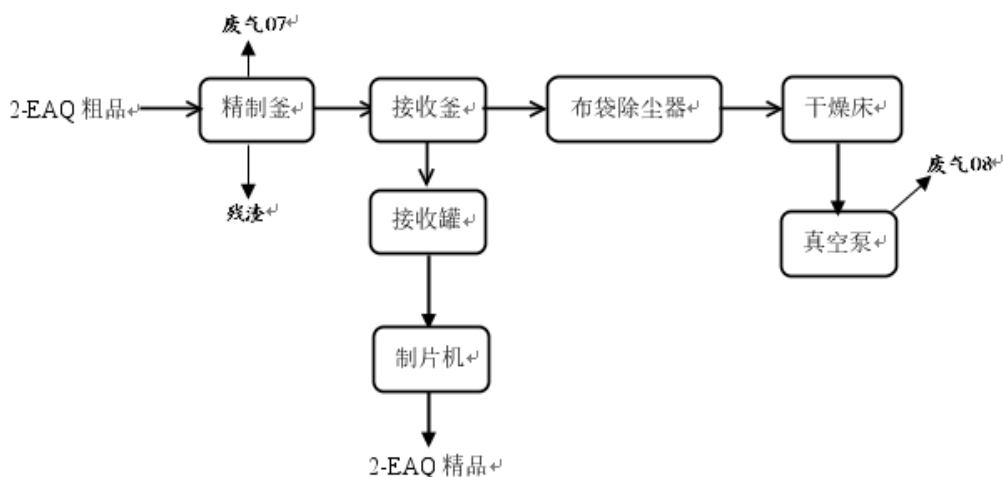 废气07
2-EAQ 粗品
精制釜
接收釜
布袋除尘器
干燥床
废气08
残渣
接收罐
真空泵
制片机
2-EAQ 精品